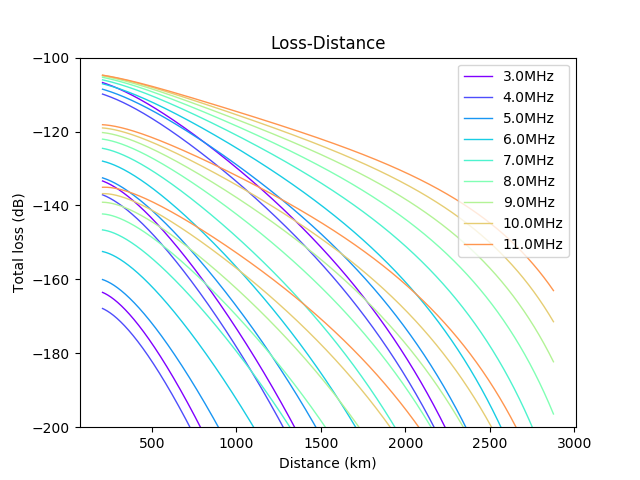 Loss-Distance
Total loss (dB)
−100
−120
−140
−160
−180
−200
3.0MHz
4.0MHz
5.0MHz
6.0MHz
7.0MHz
8.0MHz
9.0MHz
10.0MHz
11.0MHz
500 1000 1500 2000 2500 3000
Distance (km)